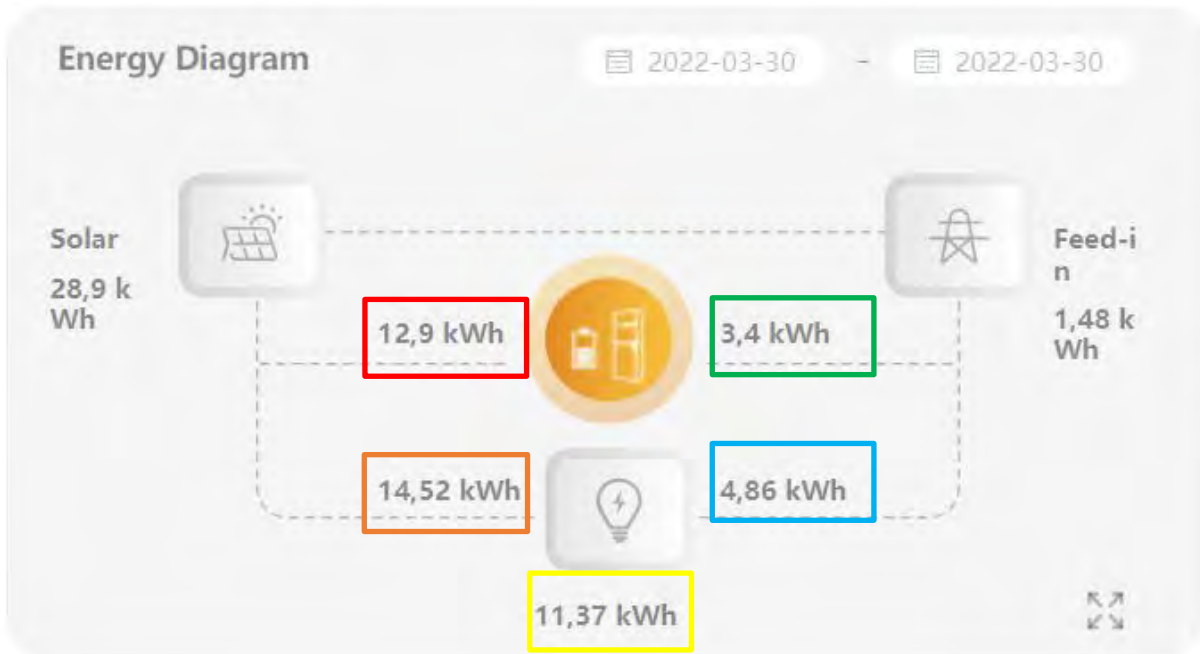 Energy Diagram
2022-03-30 - 2022-03-30
Solar
28,9 k
Wh
Feed-i
n
1,48 k
Wh
12,9 kWh
3,4 kWh
14,52 kWh
4,86 kWh
11,37 kWh